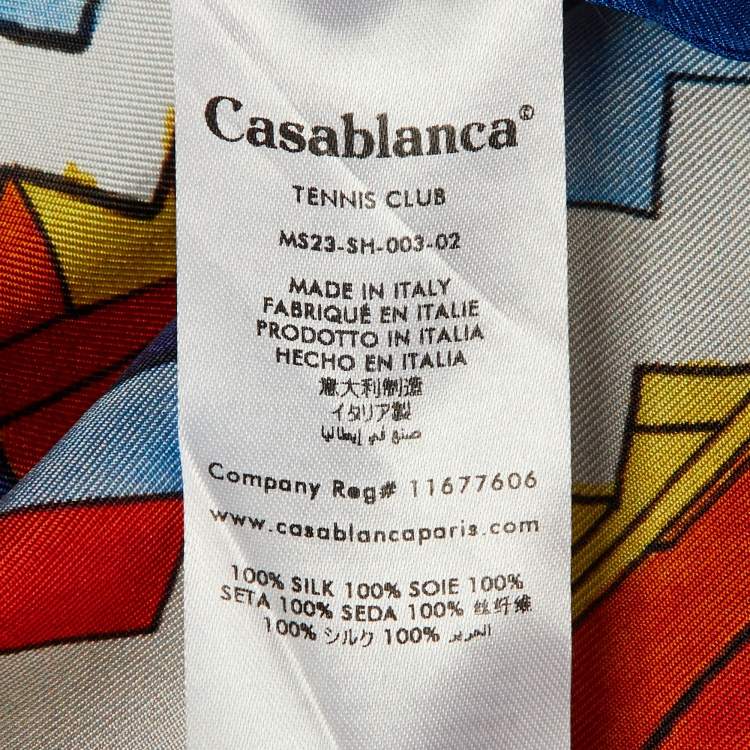 Casablanca®
TENNIS CLUB
MS23-SH-003-02
MADE IN ITALY
FABRIQUÉ EN ITALIE
PRODOTTO IN ITALIA
HECHO EN ITALIA
意大利制造
イタリア製
صنع في إيطاليا
Company Reg# 11677606
www.casablancaparis.com
100% SILK 100% SOIE 100%
SETA 100% SEDA 100% 丝纤维
100% シルク 100% الحرير